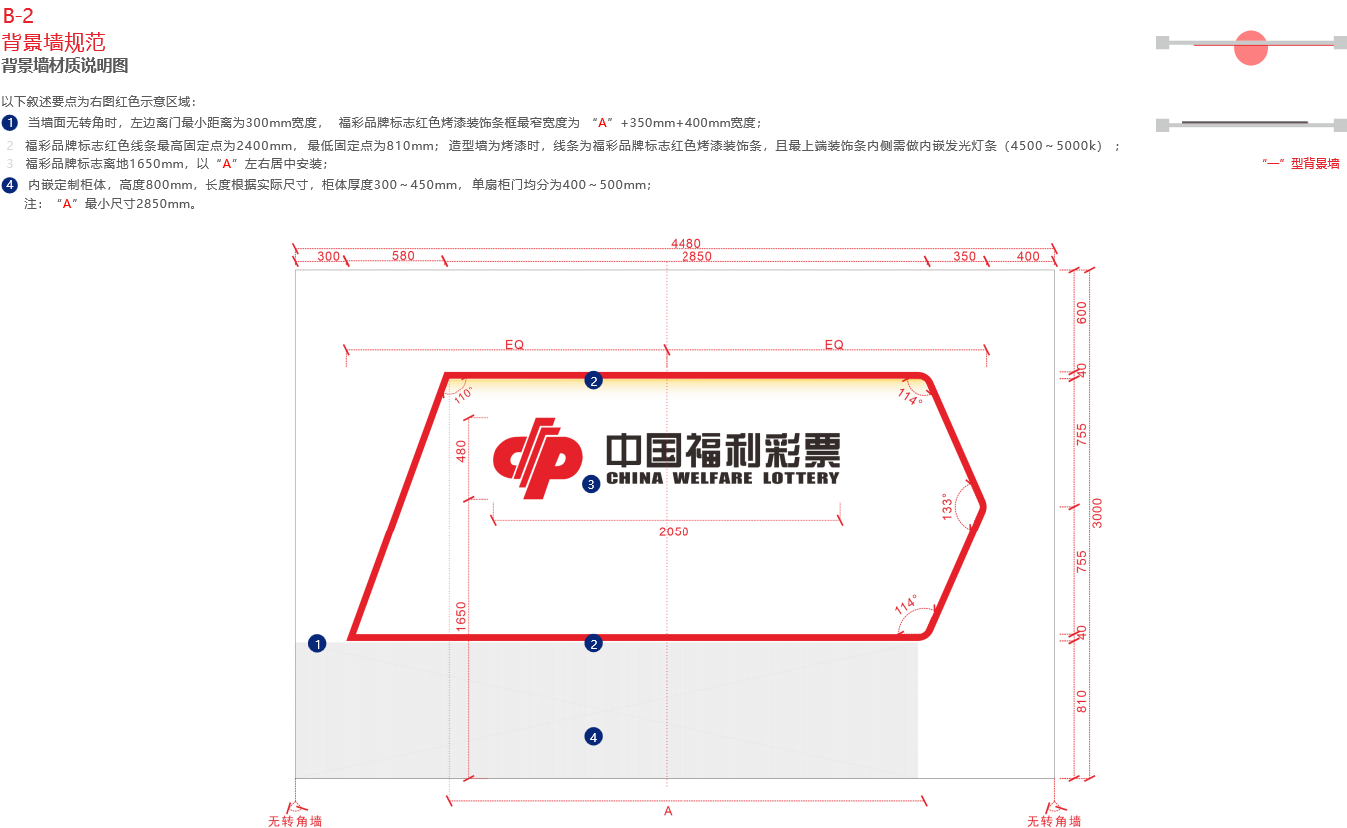 B-2
背景墙规范
背景墙材质说明图
以下叙述要点为右图红色示意区域：
1 当墙面无转角时，左边离门最小距离为300mm宽度， 福彩品牌标志红色烤漆装饰条框最窄宽度为 “A”+350mm+400mm宽度；
2 福彩品牌标志红色线条最高固定点为2400mm，最低固定点为810mm；造型墙为烤漆时，线条为福彩品牌标志红色烤漆装饰条，且最上端装饰条内侧需做内嵌发光灯条（4500～5000k）；
3 福彩品牌标志离地1650mm，以“A”左右居中安装；
4 内嵌定制柜体，高度800mm，长度根据实际尺寸，柜体厚度300～450mm，单扇柜门均分为400～500mm；
注：“A”最小尺寸2850mm。
“一”型背景墙
4480
300 580 2850 350 400
600
EQ EQ
40
2
110° 114°
755
480
中国福利彩票
CHINA WELFARE LOTTERY
3
133°
3000
2050
755
114°
1650
40
1 2
810
4
A
无转角墙 无转角墙